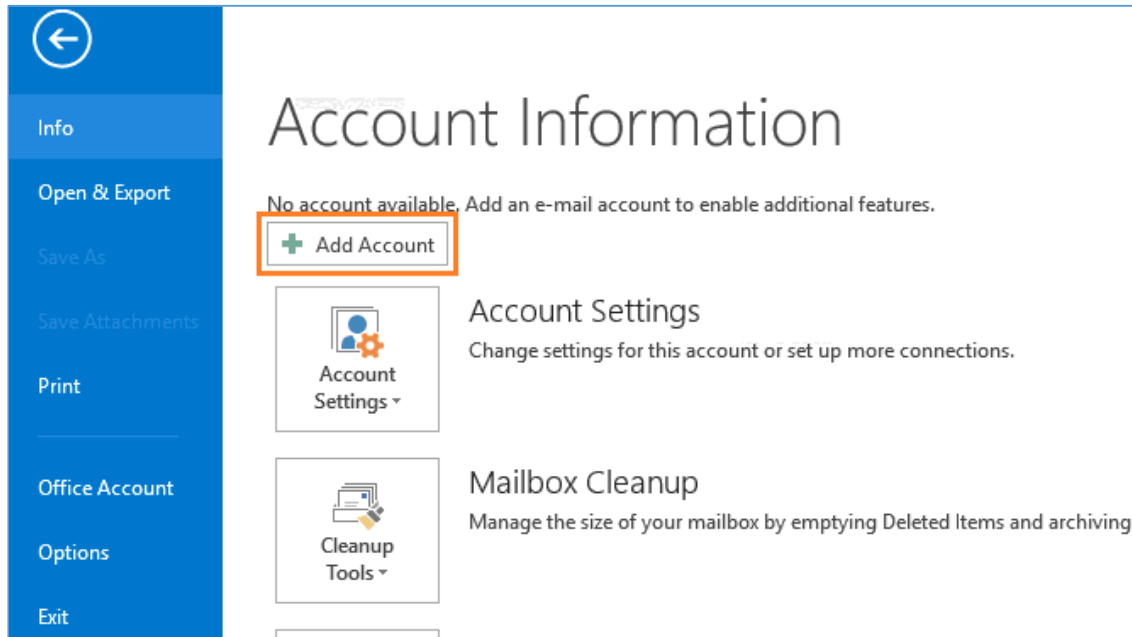 Info
Open & Export
Save As
Save Attachments
Print
Office Account
Options
Exit
Account Information
No account available. Add an e-mail account to enable additional features.
Add Account
Account
Settings
Account Settings
Change settings for this account or set up more connections.
Cleanup
Tools
Mailbox Cleanup
Manage the size of your mailbox by emptying Deleted Items and archiving